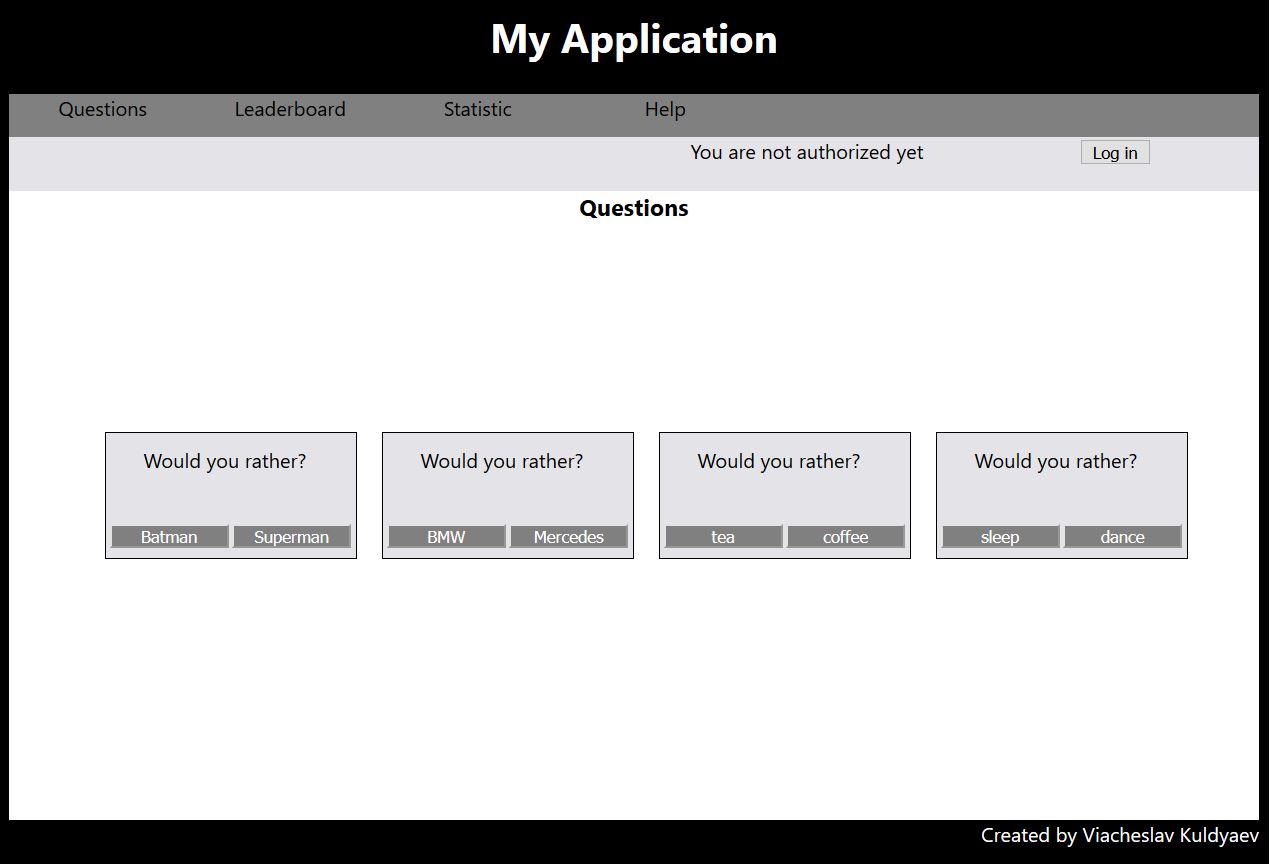 My Application
Questions Leaderboard Statistic Help
You are not authorized yet Log in
Questions
Would you rather? Would you rather? Would you rather? Would you rather?
Batman Superman BMW Mercedes tea coffee sleep dance
Created by Viacheslav Kuldyaev